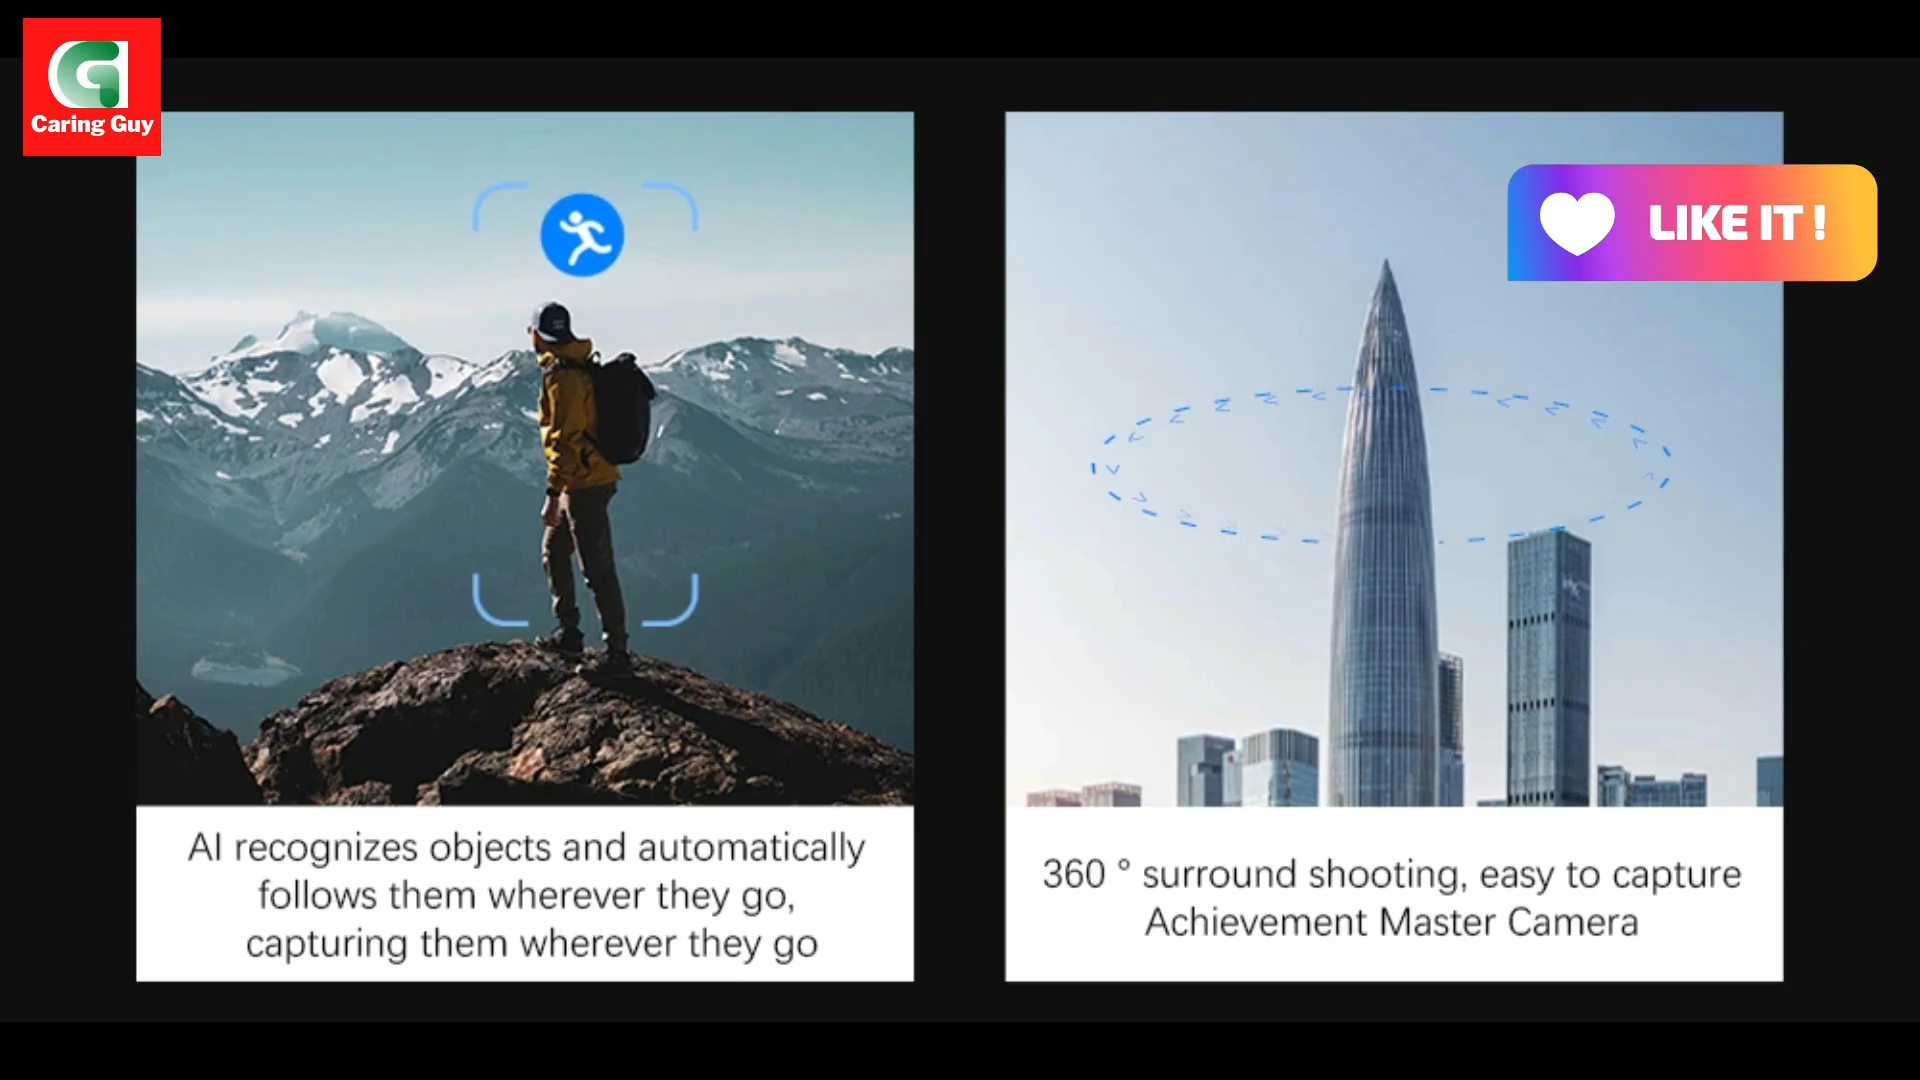 Caring Guy
LIKE IT !
AI recognizes objects and automatically
follows them wherever they go,
capturing them wherever they go
360 ° surround shooting, easy to capture
Achievement Master Camera